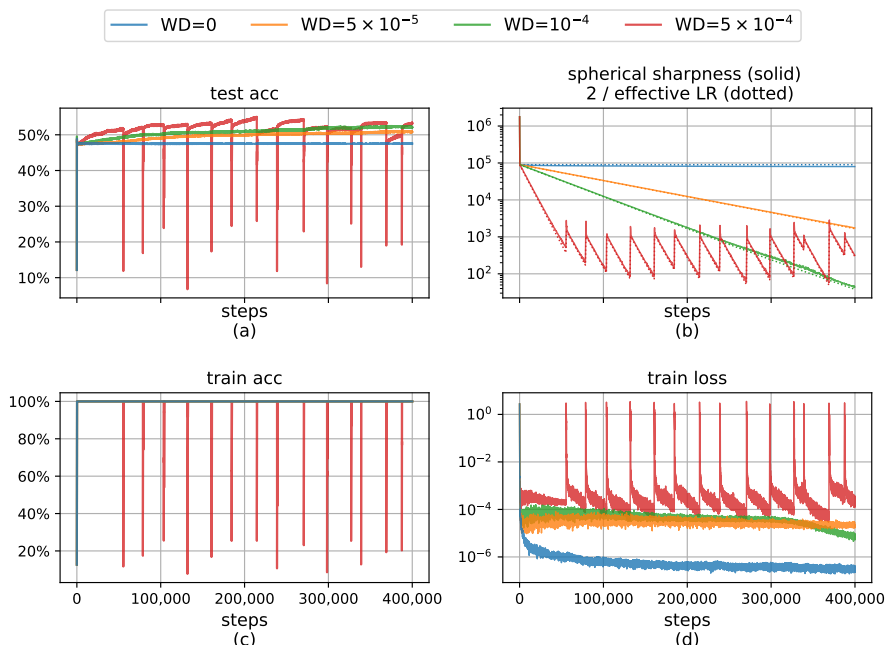 WD=0 WD=5 × 10⁻⁵ WD=10⁻⁴ WD=5 × 10⁻⁴
test acc
50%
40%
30%
20%
10%
steps
(a)
spherical sharpness (solid)
2 / effective LR (dotted)
10⁶
10⁵
10⁴
10³
10²
steps
(b)
train acc
100%
80%
60%
40%
20%
0 100,000 200,000 300,000 400,000
steps
(c)
train loss
10⁰
10⁻²
10⁻⁴
10⁻⁶
0 100,000 200,000 300,000 400,000
steps
(d)